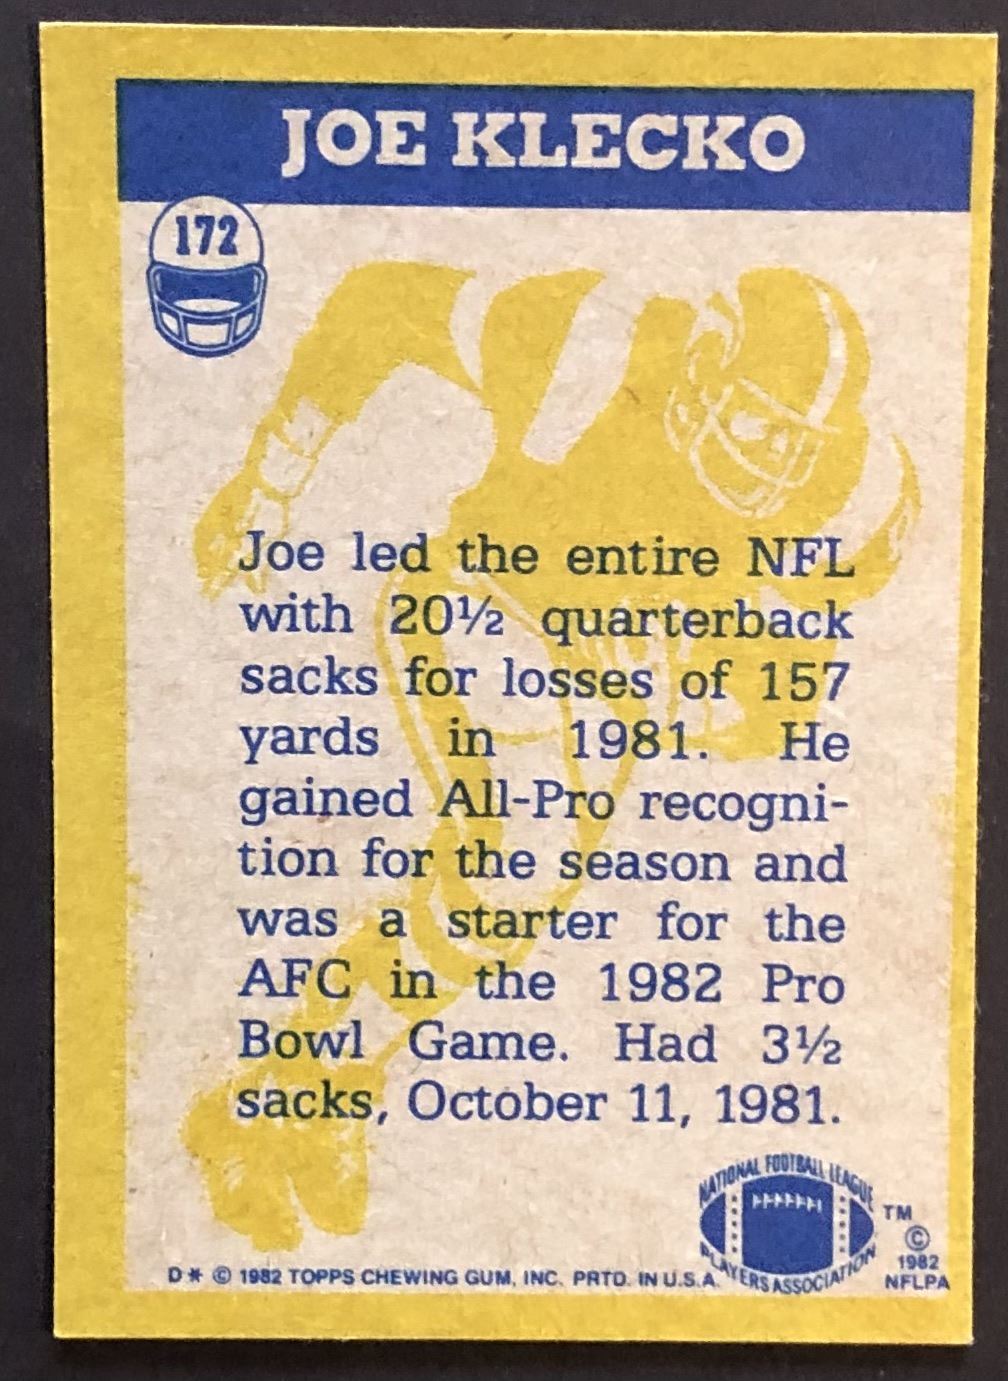 JOE KLECKO
172
Joe led the entire NFL
with 20½ quarterback
sacks for losses of 157
yards in 1981. He
gained All-Pro recogni-
tion for the season and
was a starter for the
AFC in the 1982 Pro
Bowl Game. Had 3½
sacks, October 11, 1981.
NATIONAL FOOTBALL LEAGUE
PLAYERS ASSOCIATION
TM
©
1982
NFLPA
D* © 1982 TOPPS CHEWING GUM, INC. PRTD. IN U.S.A.